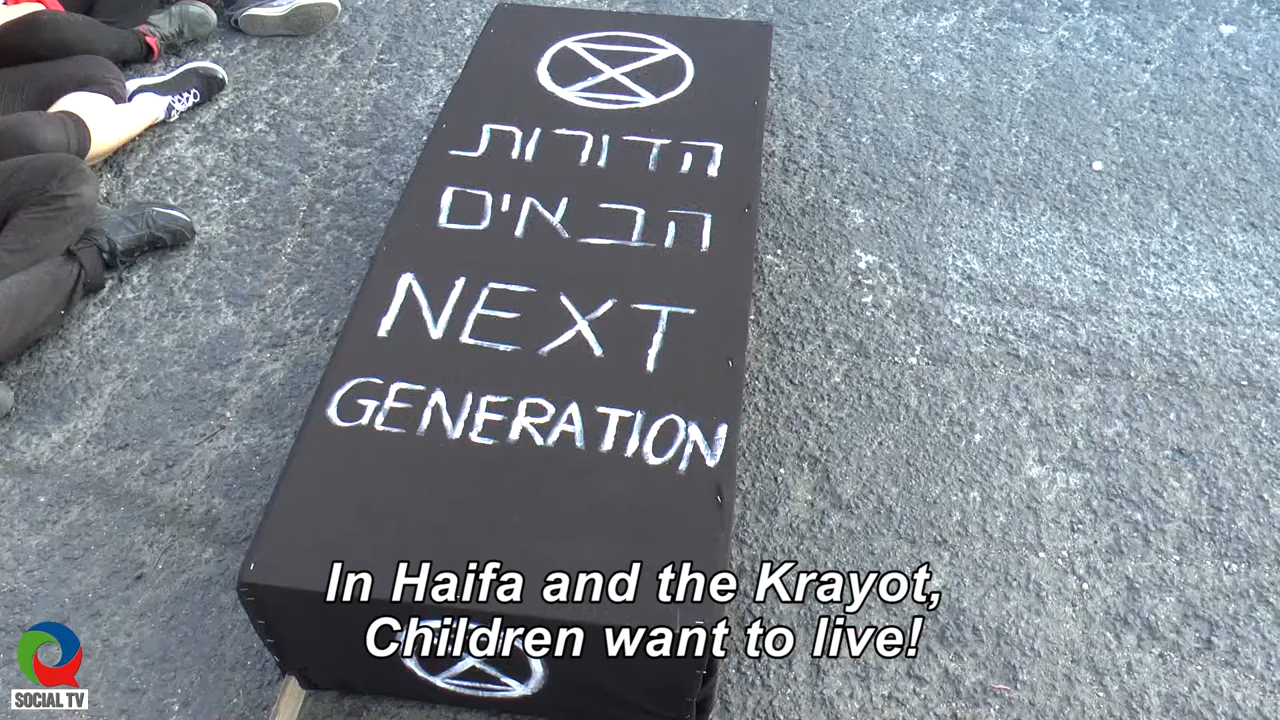 הדורות
הבאים
NEXT
GENERATION
In Haifa and the Krayot,
Children want to live!
SOCIAL TV